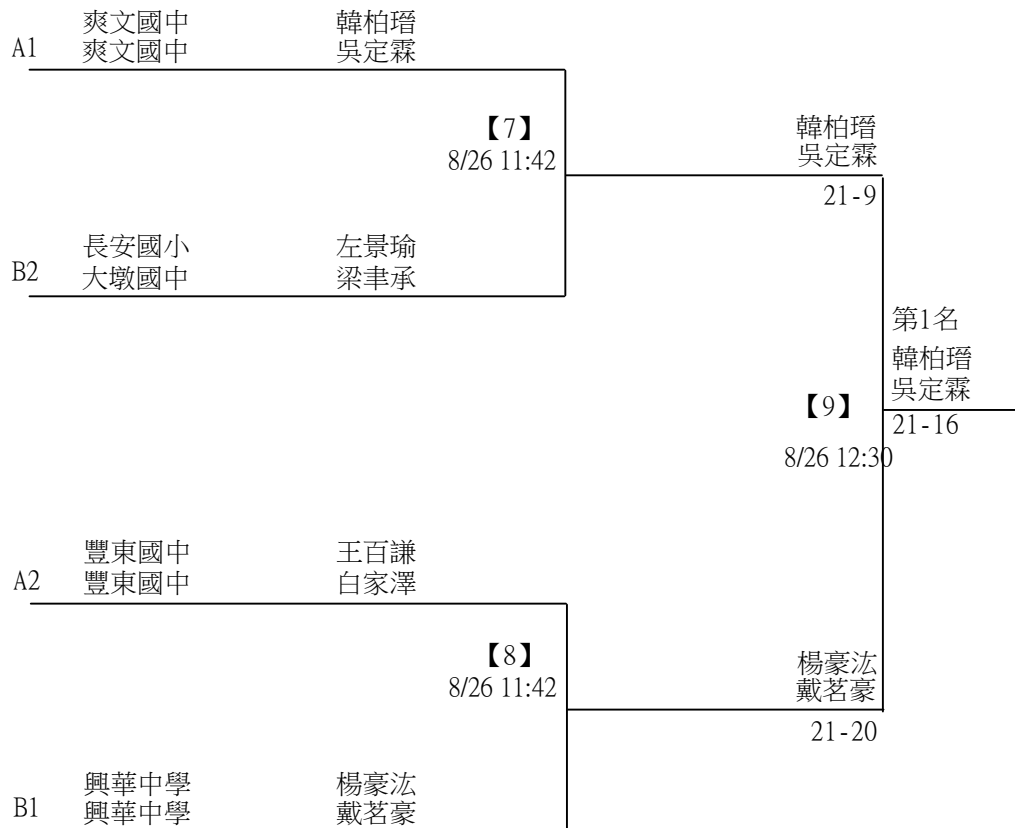 爽文國中 韓柏瑨
A1 爽文國中 吳定霖
【7】
8/26 11:42
韓柏瑨
吳定霖
21-9
長安國小 左景瑜
B2 大墩國中 梁聿承
第1名
韓柏瑨
吳定霖
【9】
21-16
8/26 12:30
豐東國中 王百謙
A2 豐東國中 白家澤
【8】
8/26 11:42
楊豪汯
戴茗豪
21-20
興華中學 楊豪汯
B1 興華中學 戴茗豪